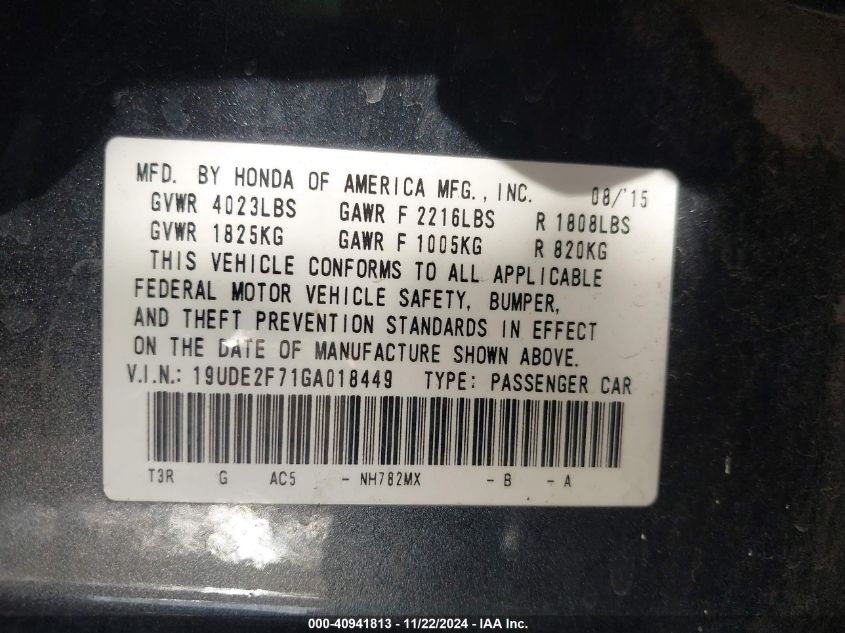 MFD. BY HONDA OF AMERICA MFG., INC. 08/'15
GVWR 4023LBS GAWR F 2216LBS R 1808LBS
GVWR 1825KG GAWR F 1005KG R 820KG
THIS VEHICLE CONFORMS TO ALL APPLICABLE
FEDERAL MOTOR VEHICLE SAFETY, BUMPER,
AND THEFT PREVENTION STANDARDS IN EFFECT
ON THE DATE OF MANUFACTURE SHOWN ABOVE.
V.I.N.: 19UDE2F71GA018449 TYPE: PASSENGER CAR
T3R G AC5 - NH782MX - B - A
000-40941813 - 11/22/2024 - IAA Inc.